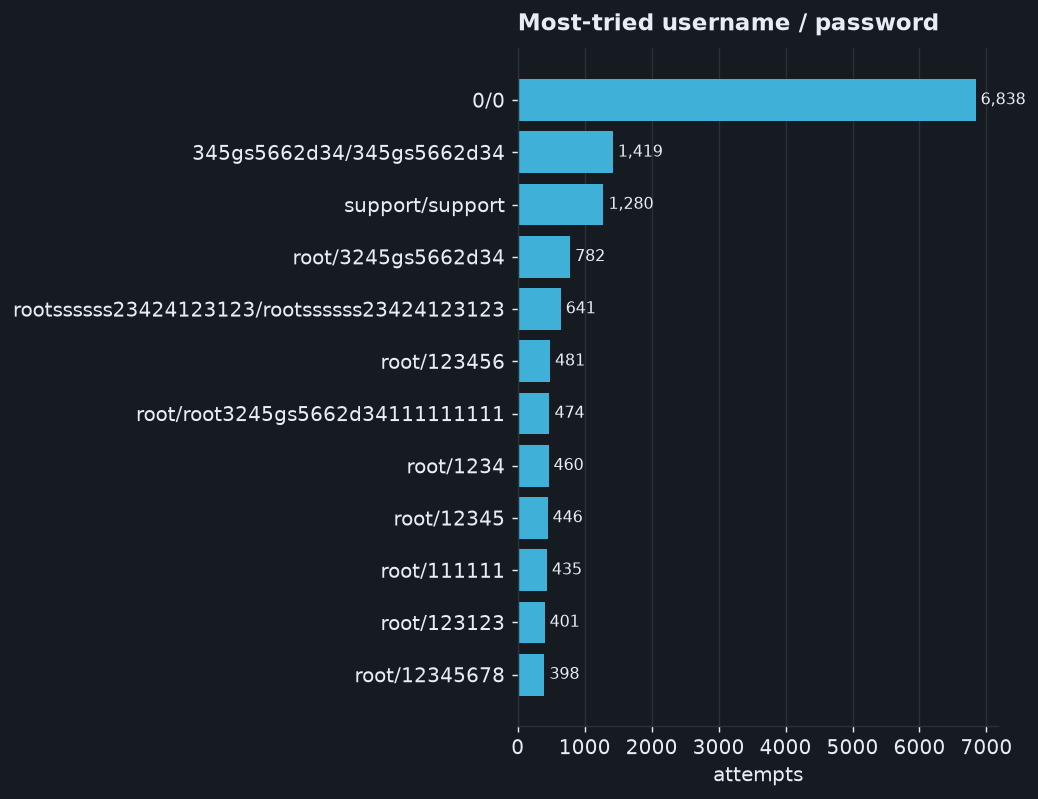 Most-tried username / password
0/0 6,838
345gs5662d34/345gs5662d34 1,419
support/support 1,280
root/3245gs5662d34 782
rootssssss23424123123/rootssssss23424123123 641
root/123456 481
root/root3245gs5662d34111111111 474
root/1234 460
root/12345 446
root/111111 435
root/123123 401
root/12345678 398
0 1000 2000 3000 4000 5000 6000 7000
attempts